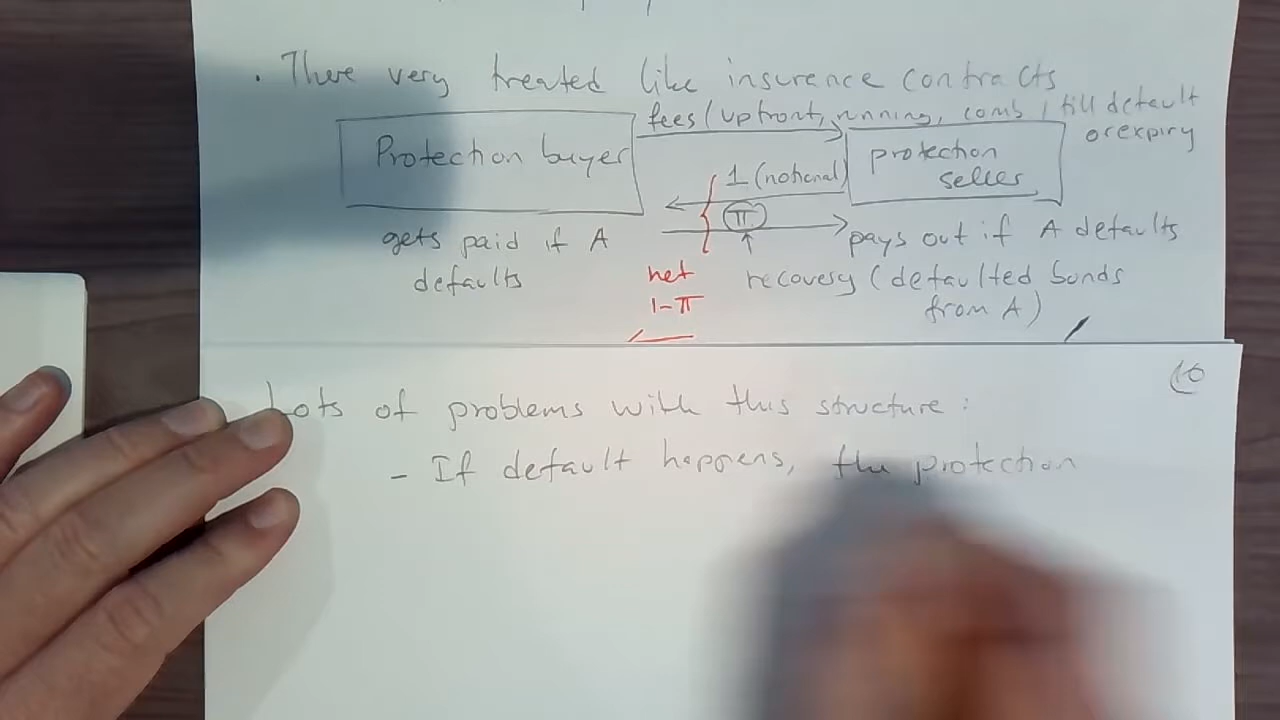 . There very treated like insurance contracts
fees (upfront, running, comb) till default
or expiry
Protection buyer
protection
seller
1 (notional)
π
gets paid if A
defaults
pays out if A defaults
net
1-π
recovery (defaulted bonds
from A)
10
Lots of problems with this structure :
- If default happens, the protection